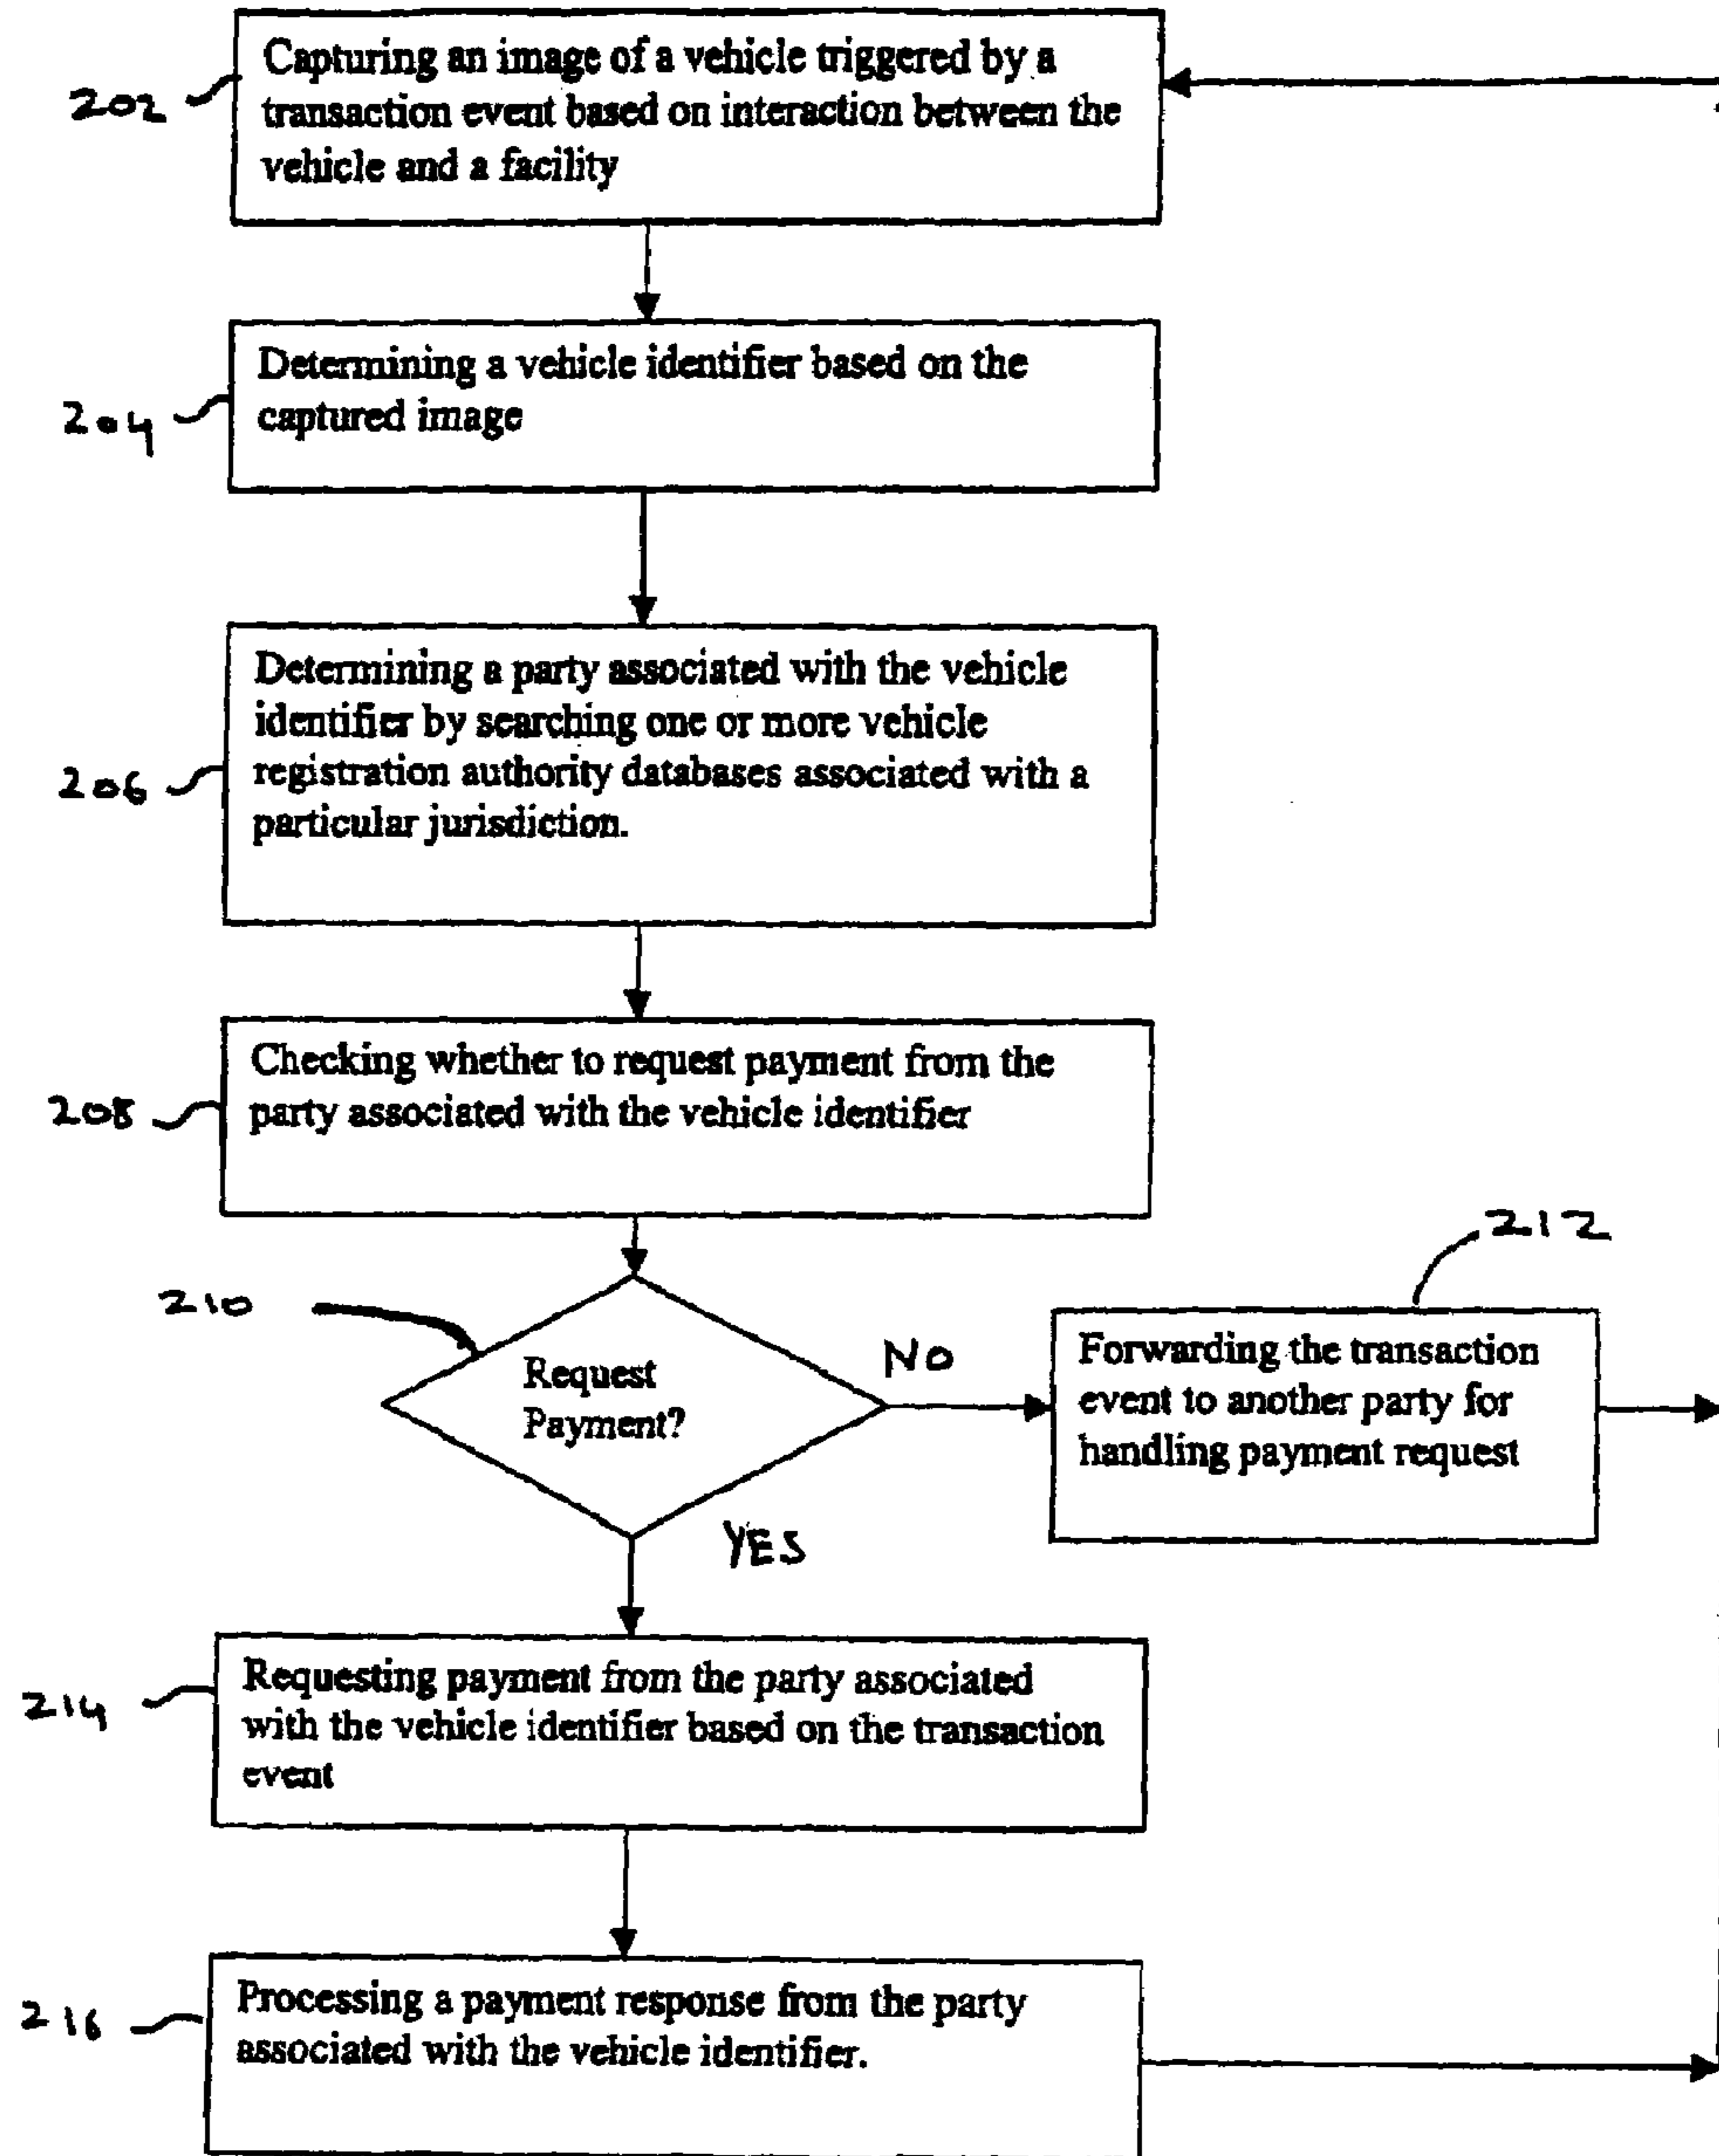 202
Capturing an image of a vehicle triggered by a
transaction event based on interaction between the
vehicle and a facility
204
Determining a vehicle identifier based on the
captured image
206
Determining a party associated with the vehicle
identifier by searching one or more vehicle
registration authority databases associated with a
particular jurisdiction.
208
Checking whether to request payment from the
party associated with the vehicle identifier
210
Request
Payment?
NO
YES
212
Forwarding the transaction
event to another party for
handling payment request
214
Requesting payment from the party associated
with the vehicle identifier based on the transaction
event
216
Processing a payment response from the party
associated with the vehicle identifier.